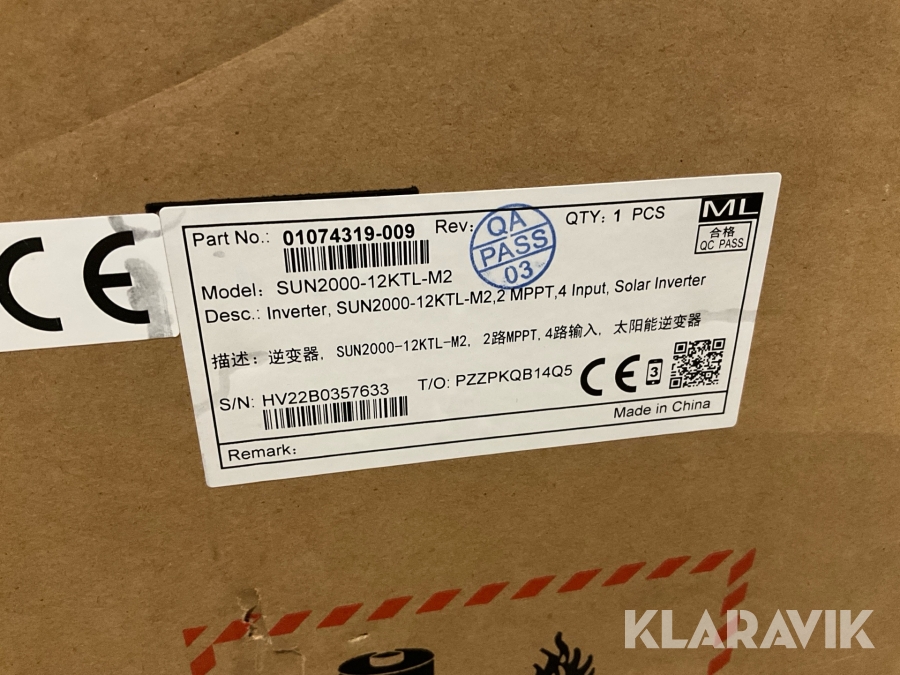 CE
Part No.: 01074319-009 Rev: QTY: 1 PCS
QA
PASS
03
ML
合格
QC PASS
Model: SUN2000-12KTL-M2
Desc.: Inverter, SUN2000-12KTL-M2,2 MPPT,4 Input, Solar Inverter
描述: 逆变器, SUN2000-12KTL-M2, 2路MPPT, 4路输入, 太阳能逆变器
S/N: HV22B0357633 T/O: PZZPKQB14Q5 CE 3
Made in China
Remark:
KLARAVIK